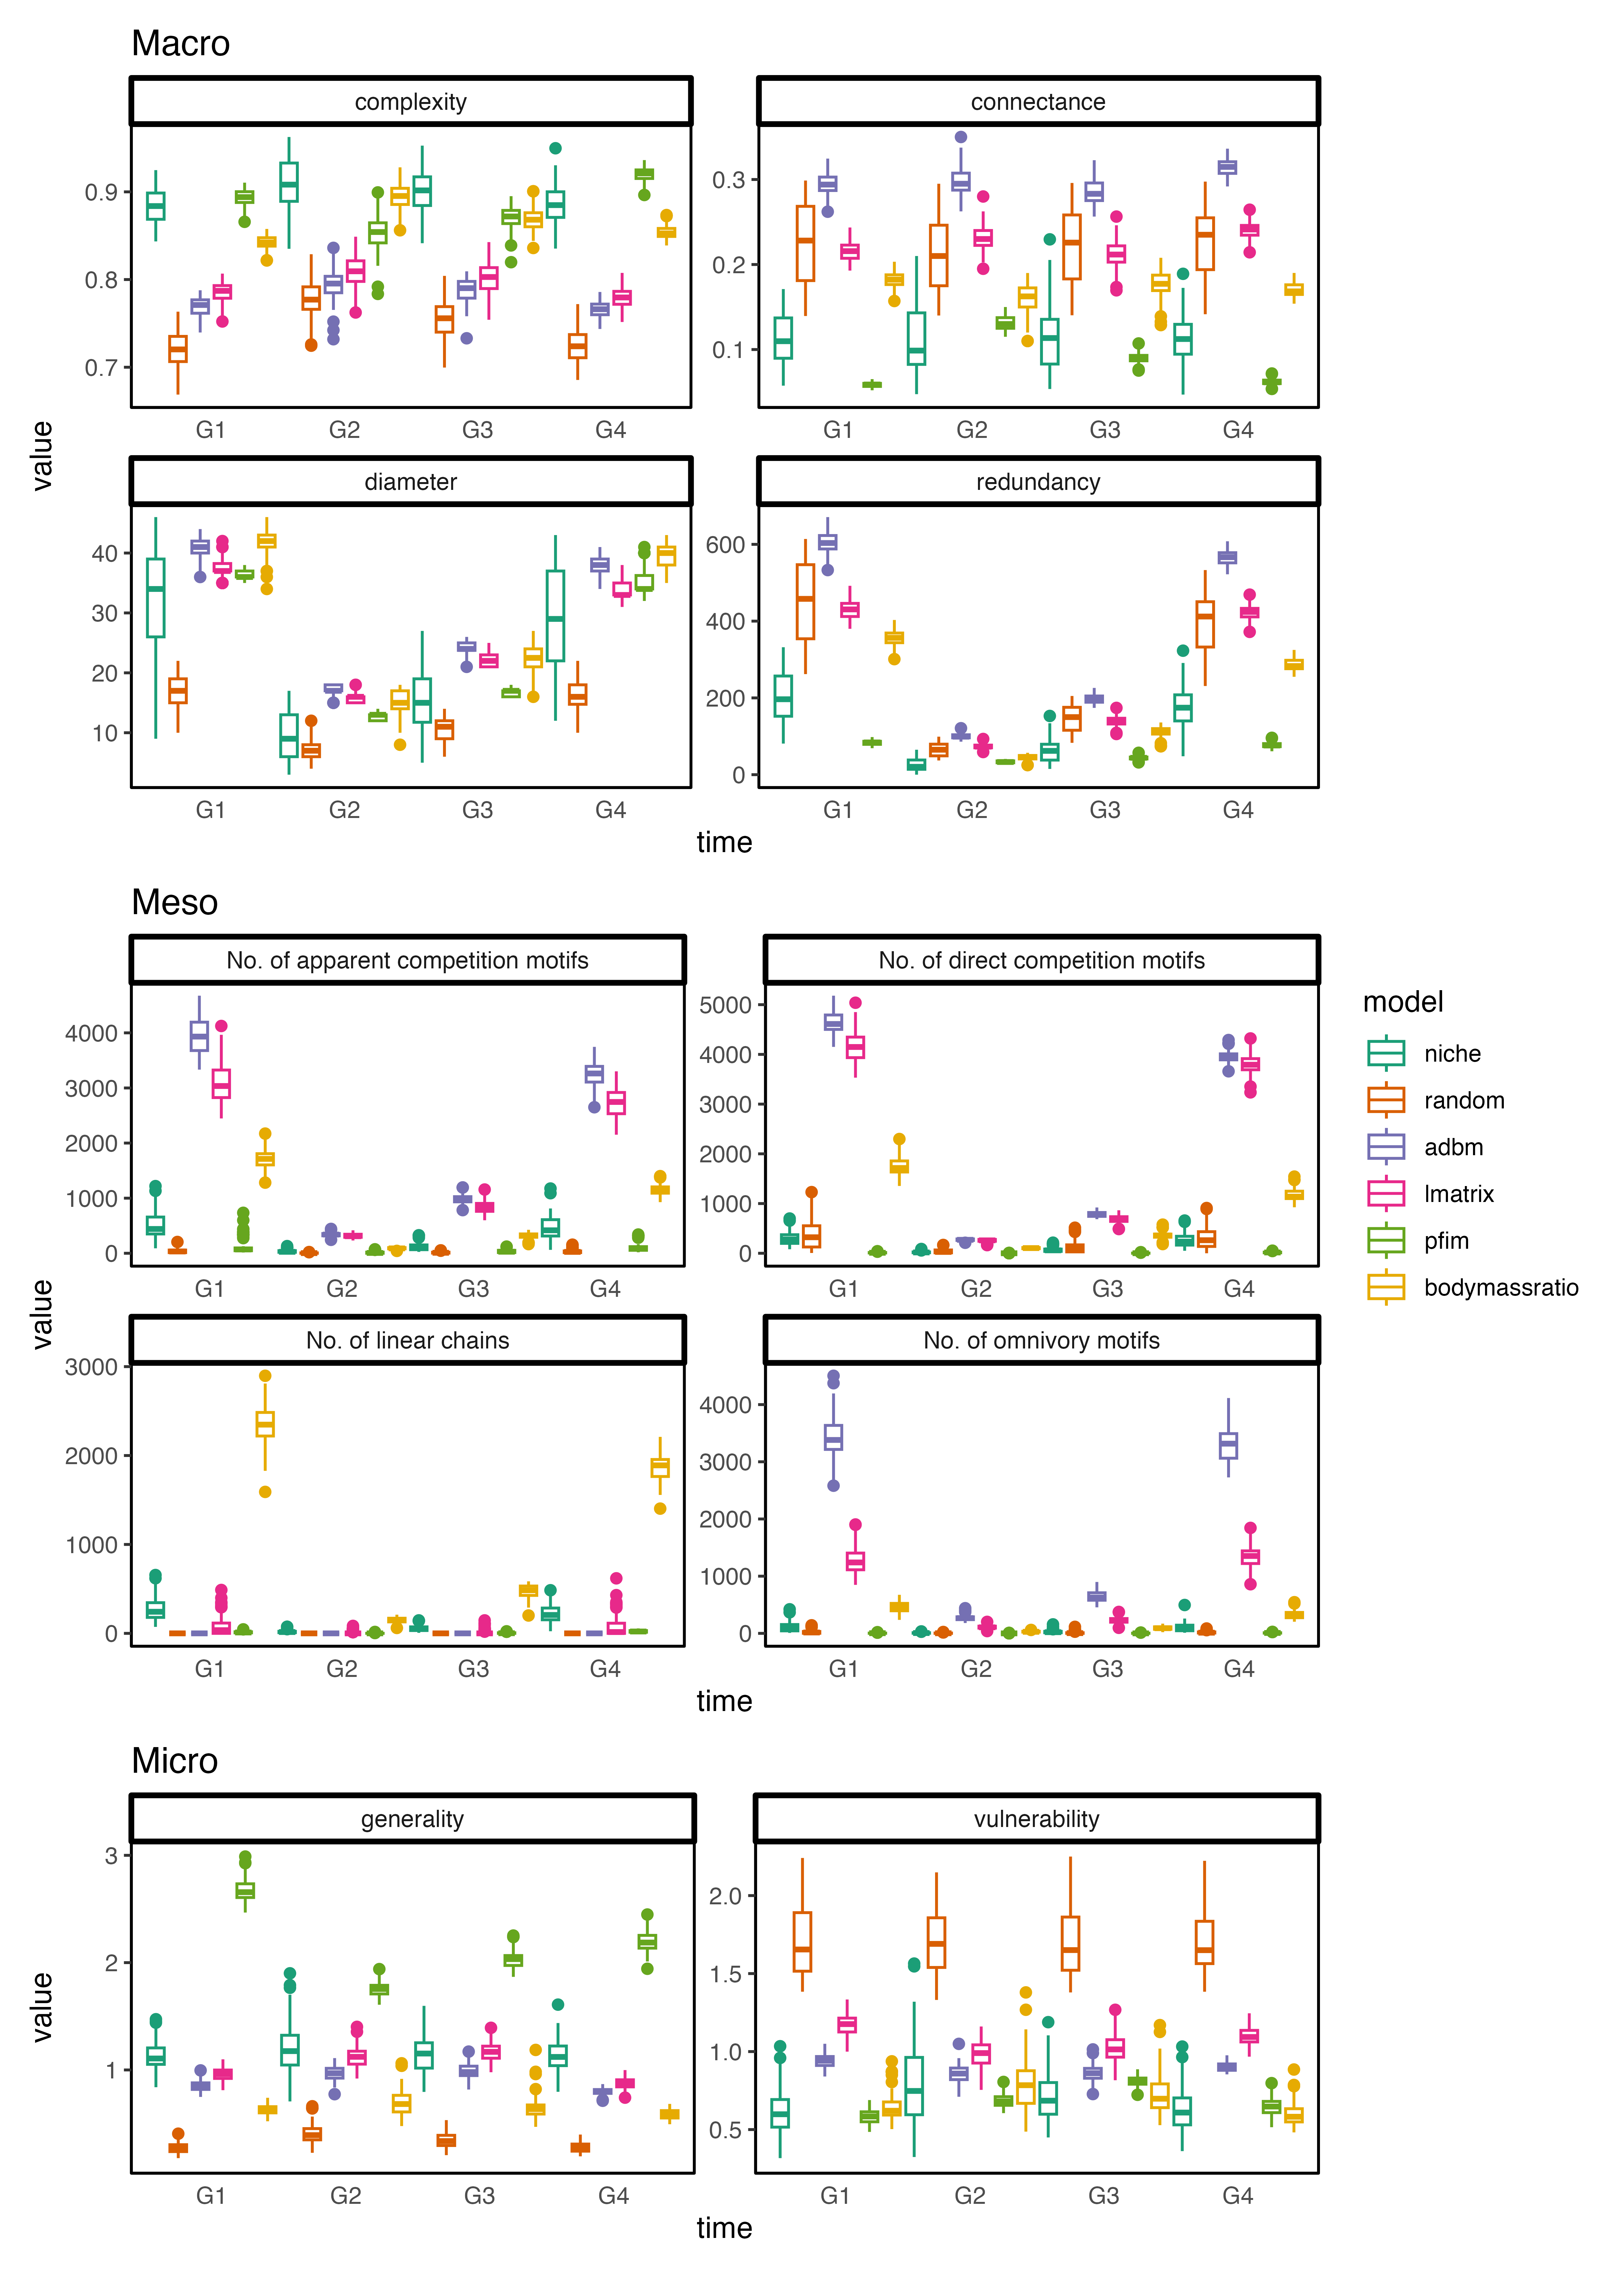 Macro
complexity
connectance
0.9
0.8
0.7
0.3
0.2
0.1
G1 G2 G3 G4
G1 G2 G3 G4
value
diameter
redundancy
40
30
20
10
600
400
200
0
G1 G2 G3 G4
G1 G2 G3 G4
time
Meso
No. of apparent competition motifs
No. of direct competition motifs
4000
3000
2000
1000
0
5000
4000
3000
2000
1000
0
G1 G2 G3 G4
G1 G2 G3 G4
value
No. of linear chains
No. of omnivory motifs
3000
2000
1000
0
4000
3000
2000
1000
0
G1 G2 G3 G4
G1 G2 G3 G4
time
model
niche
random
adbm
lmatrix
pfim
bodymassratio
Micro
generality
vulnerability
3
2
1
2.0
1.5
1.0
0.5
value
G1 G2 G3 G4
G1 G2 G3 G4
time